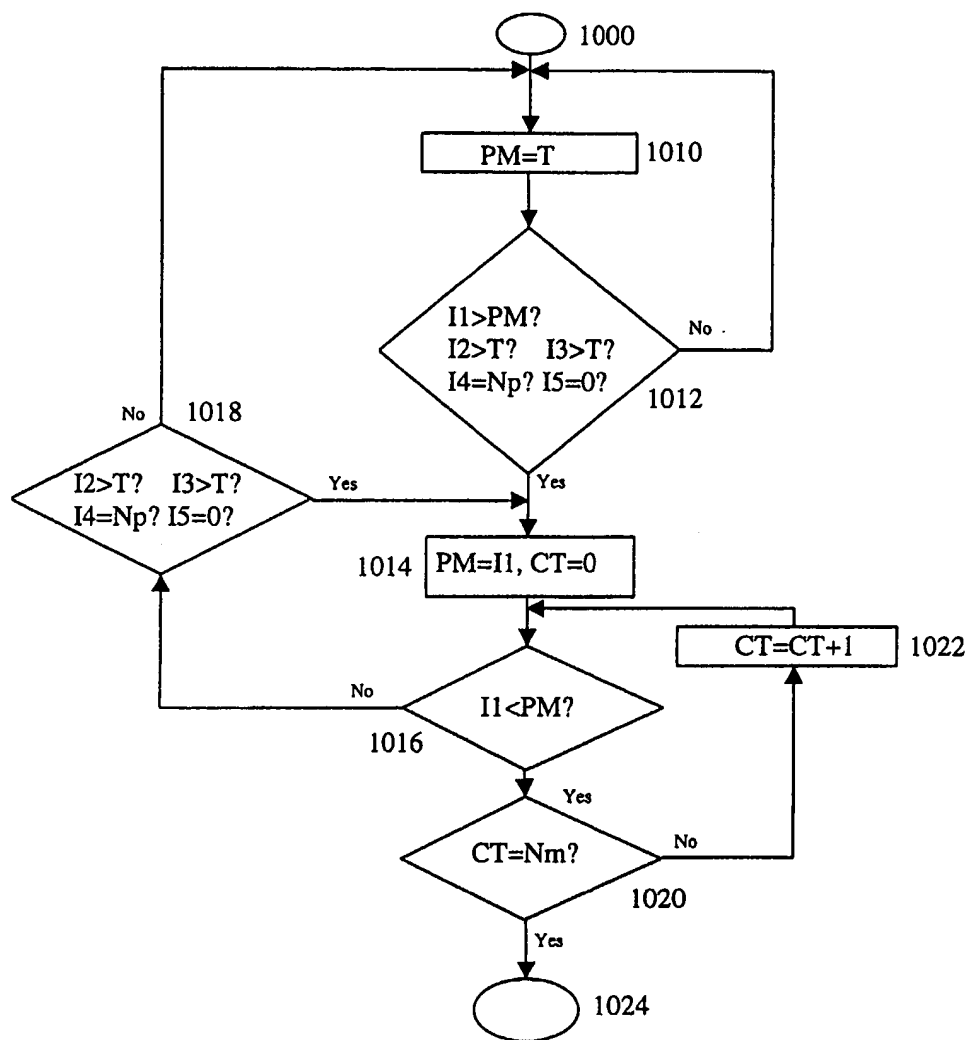 1000
PM=T
1010
I1>PM?
I2>T? I3>T?
I4=Np? I5=0?
No
1012
Yes
No
1018
I2>T? I3>T?
I4=Np? I5=0?
Yes
1014
PM=I1, CT=0
CT=CT+1
1022
No
I1<PM?
1016
Yes
CT=Nm?
No
1020
Yes
1024